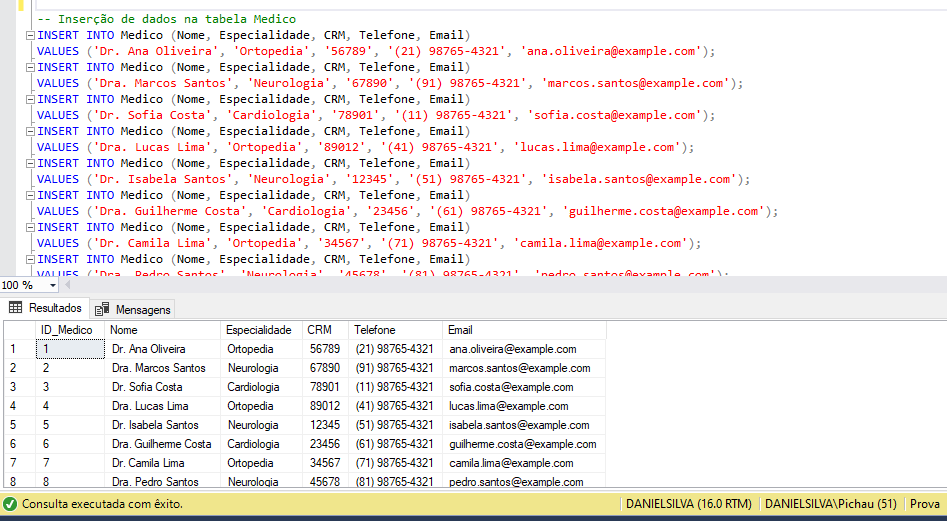 -- Inserção de dados na tabela Medico
INSERT INTO Medico (Nome, Especialidade, CRM, Telefone, Email)
VALUES ('Dr. Ana Oliveira', 'Ortopedia', '56789', '(21) 98765-4321', 'ana.oliveira@example.com');
INSERT INTO Medico (Nome, Especialidade, CRM, Telefone, Email)
VALUES ('Dra. Marcos Santos', 'Neurologia', '67890', '(91) 98765-4321', 'marcos.santos@example.com');
INSERT INTO Medico (Nome, Especialidade, CRM, Telefone, Email)
VALUES ('Dr. Sofia Costa', 'Cardiologia', '78901', '(11) 98765-4321', 'sofia.costa@example.com');
INSERT INTO Medico (Nome, Especialidade, CRM, Telefone, Email)
VALUES ('Dra. Lucas Lima', 'Ortopedia', '89012', '(41) 98765-4321', 'lucas.lima@example.com');
INSERT INTO Medico (Nome, Especialidade, CRM, Telefone, Email)
VALUES ('Dr. Isabela Santos', 'Neurologia', '12345', '(51) 98765-4321', 'isabela.santos@example.com');
INSERT INTO Medico (Nome, Especialidade, CRM, Telefone, Email)
VALUES ('Dra. Guilherme Costa', 'Cardiologia', '23456', '(61) 98765-4321', 'guilherme.costa@example.com');
INSERT INTO Medico (Nome, Especialidade, CRM, Telefone, Email)
VALUES ('Dr. Camila Lima', 'Ortopedia', '34567', '(71) 98765-4321', 'camila.lima@example.com');
INSERT INTO Medico (Nome, Especialidade, CRM, Telefone, Email)
VALUES ('Dra. Pedro Santos', 'Neurologia', '45678', '(81) 98765-4321', 'pedro.santos@example.com');
100 %
Resultados Mensagens
ID_Medico Nome Especialidade CRM Telefone Email
1 1 Dr. Ana Oliveira Ortopedia 56789 (21) 98765-4321 ana.oliveira@example.com
2 2 Dra. Marcos Santos Neurologia 67890 (91) 98765-4321 marcos.santos@example.com
3 3 Dr. Sofia Costa Cardiologia 78901 (11) 98765-4321 sofia.costa@example.com
4 4 Dra. Lucas Lima Ortopedia 89012 (41) 98765-4321 lucas.lima@example.com
5 5 Dr. Isabela Santos Neurologia 12345 (51) 98765-4321 isabela.santos@example.com
6 6 Dra. Guilherme Costa Cardiologia 23456 (61) 98765-4321 guilherme.costa@example.com
7 7 Dr. Camila Lima Ortopedia 34567 (71) 98765-4321 camila.lima@example.com
8 8 Dra. Pedro Santos Neurologia 45678 (81) 98765-4321 pedro.santos@example.com
Consulta executada com êxito. DANIELSILVA (16.0 RTM) DANIELSILVA\Pichau (51) Prova